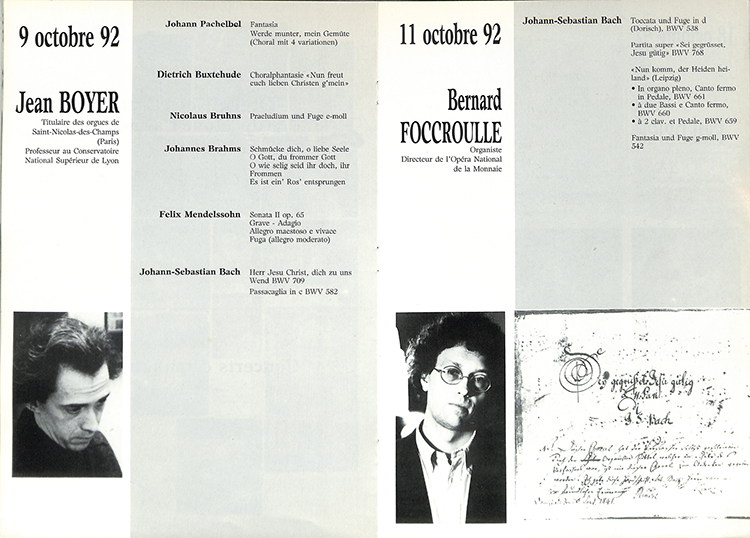 9 octobre 92
Jean BOYER
Titulaire des orgues de
Saint-Nicolas-des-Champs
(Paris)
Professeur au Conservatoire
National Supérieur de Lyon
Johann Pachelbel Fantasia
Werde munter, mein Gemüte
(Choral mit 4 variationen)
Dietrich Buxtehude Choralphantasie «Nun freut
euch lieben Christen g'mein»
Nicolaus Bruhns Praeludium und Fuge e-moll
Johannes Brahms Schmücke dich, o liebe Seele
O Gott, du frommer Gott
O wie selig seid ihr doch, ihr
Frommen
Es ist ein' Ros' entsprungen
Felix Mendelssohn Sonata II op. 65
Grave - Adagio
Allegro maestoso e vivace
Fuga (allegro moderato)
Johann-Sebastian Bach Herr Jesu Christ, dich zu uns
Wend BWV 709
Passacaglia in c BWV 582
11 octobre 92
Bernard
FOCCROULLE
Organiste
Directeur de l'Opéra National
de la Monnaie
Johann-Sebastian Bach Toccata und Fuge in d
(Dorisch), BWV 538
Partita super «Sei gegrüsset,
Jesu gütig» BWV 768
«Nun komm, der Heiden hei-
land» (Leipzig)
• In organo pleno, Canto fermo
in Pedale, BWV 661
• à due Bassi e Canto fermo,
BWV 660
• à 2 clav. et Pedale, BWV 659
Fantasia und Fuge g-moll, BWV
542
gegrüßet Jesu gütig
J. S. Bach